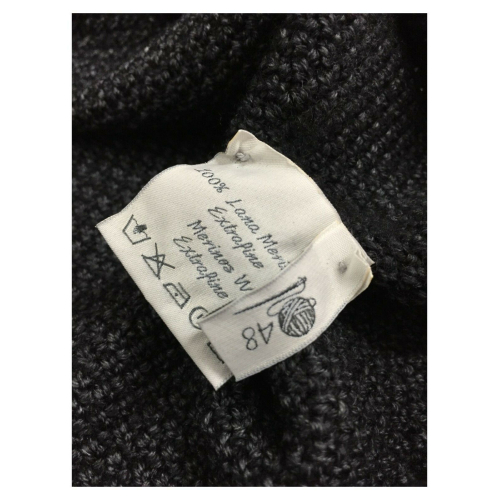 100% Lana Meri
Extrafine
Merinos W
Extrafine
48